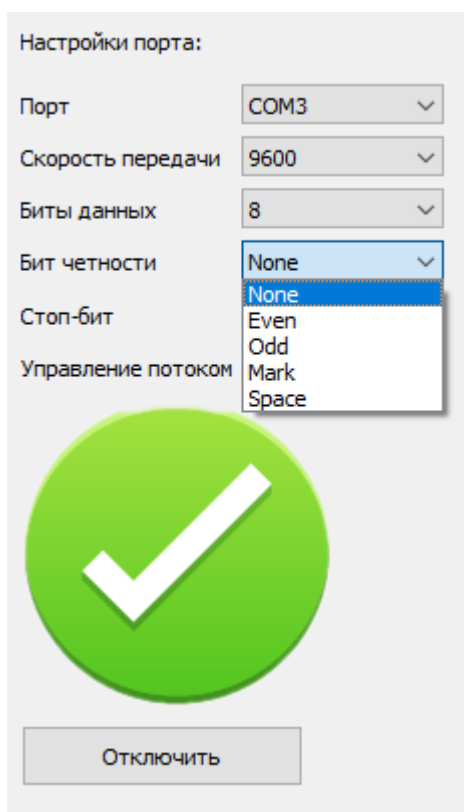 Настройки порта:
Порт COM3
Скорость передачи 9600
Биты данных 8
Бит четности None
None
Стоп-бит Even
Odd
Управление потоком Mark
Space
Отключить